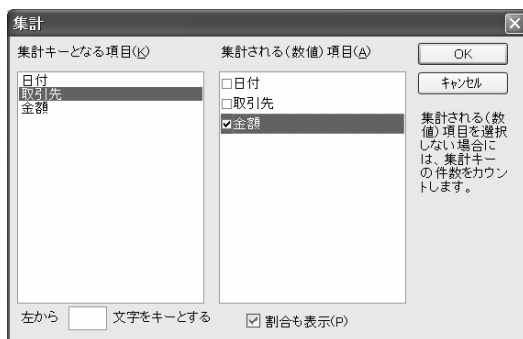 集計
集計キーとなる項目(K)
日付
取引先
金額
集計される(数値)項目(A)
日付
取引先
金額
OK
キャンセル
集計される(数
値)項目を選択
しない場合に
は、集計キー
の件数をカウン
トします。
左から 文字をキーとする
割合も表示(P)